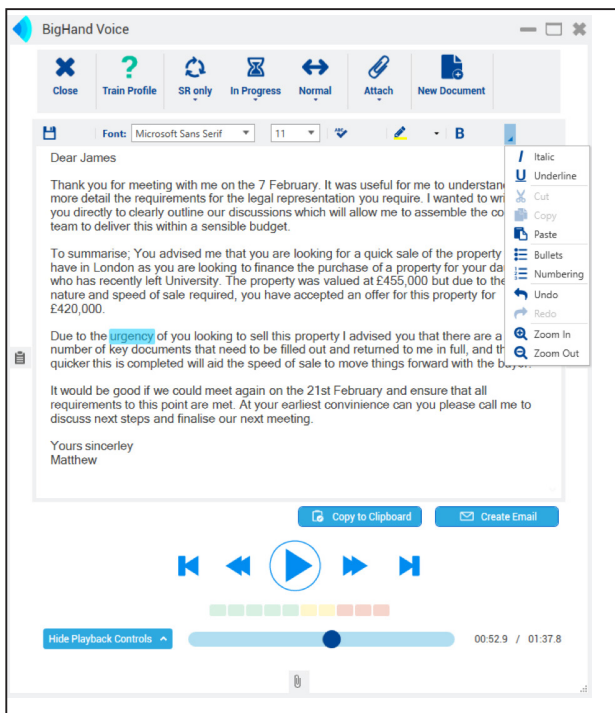 BigHand Voice
Close Train Profile SR only In Progress Normal Attach New Document
Font: Microsoft Sans Serif 11 ABC B
Dear James
Thank you for meeting with me on the 7 February. It was useful for me to understand
more detail the requirements for the legal representation you require. I wanted to
you directly to clearly outline our discussions which will allow me to assemble the
team to deliver this within a sensible budget.
To summarise; You advised me that you are looking for a quick sale of the property
have in London as you are looking to finance the purchase of a property for your
who has recently left University. The property was valued at £455,000 but due to the
nature and speed of sale required, you have accepted an offer for this property for
£420,000.
Due to the urgency of you looking to sell this property I advised you that there are a
number of key documents that need to be filled out and returned to me in full, and
quicker this is completed will aid the speed of sale to move things forward with the buyer.
It would be good if we could meet again on the 21st February and ensure that all
requirements to this point are met. At your earliest convinience can you please call me to
discuss next steps and finalise our next meeting.
Yours sincerley
Matthew
I Italic
U Underline
Cut
Copy
Paste
Bullets
Numbering
Undo
Redo
Zoom In
Zoom Out
Copy to Clipboard Create Email
Hide Playback Controls 00:52.9 / 01:37.8